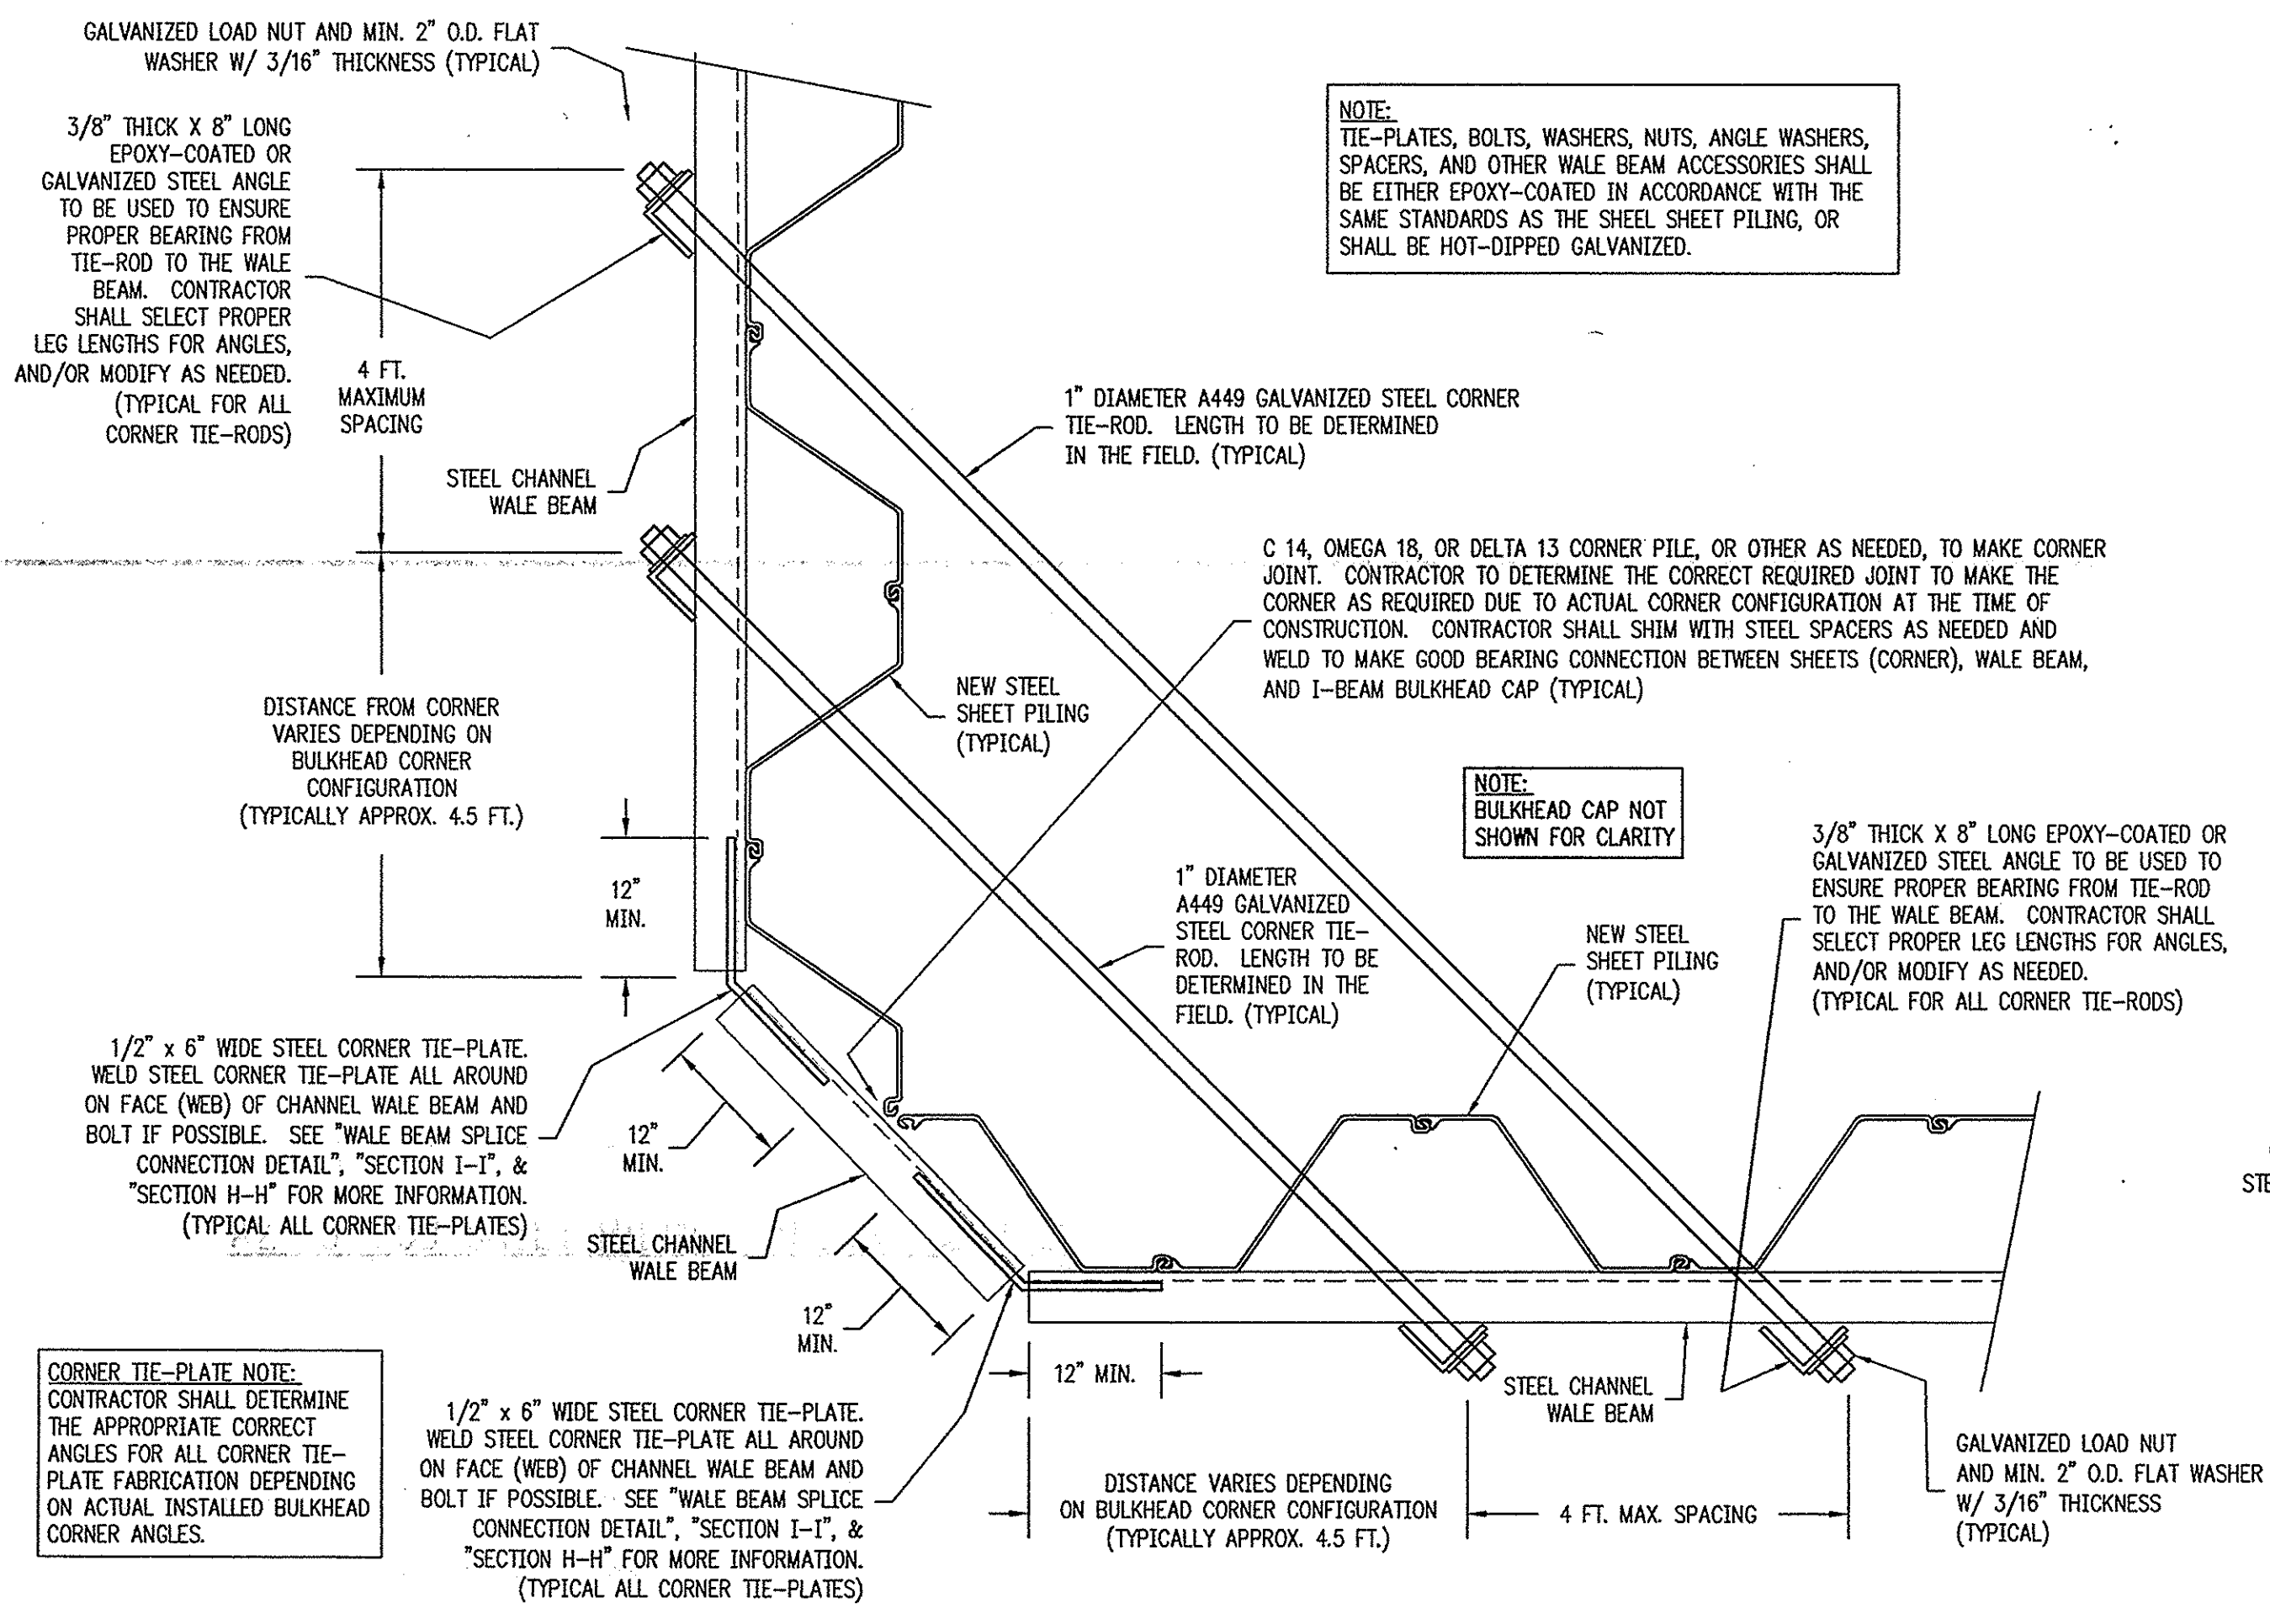 GALVANIZED LOAD NUT AND MIN. 2" O.D. FLAT
WASHER W/ 3/16" THICKNESS (TYPICAL)
3/8" THICK X 8" LONG
EPOXY-COATED OR
GALVANIZED STEEL ANGLE
TO BE USED TO ENSURE
PROPER BEARING FROM
TIE-ROD TO THE WALE
BEAM. CONTRACTOR
SHALL SELECT PROPER
LEG LENGTHS FOR ANGLES,
AND/OR MODIFY AS NEEDED.
(TYPICAL FOR ALL
CORNER TIE-RODS)
4 FT.
MAXIMUM
SPACING
STEEL CHANNEL
WALE BEAM
NOTE:
TIE-PLATES, BOLTS, WASHERS, NUTS, ANGLE WASHERS,
SPACERS, AND OTHER WALE BEAM ACCESSORIES SHALL
BE EITHER EPOXY-COATED IN ACCORDANCE WITH THE
SAME STANDARDS AS THE SHEEL SHEET PILING, OR
SHALL BE HOT-DIPPED GALVANIZED.
1" DIAMETER A449 GALVANIZED STEEL CORNER
TIE-ROD. LENGTH TO BE DETERMINED
IN THE FIELD. (TYPICAL)
C 14, OMEGA 18, OR DELTA 13 CORNER PILE, OR OTHER AS NEEDED, TO MAKE CORNER
JOINT. CONTRACTOR TO DETERMINE THE CORRECT REQUIRED JOINT TO MAKE THE
CORNER AS REQUIRED DUE TO ACTUAL CORNER CONFIGURATION AT THE TIME OF
CONSTRUCTION. CONTRACTOR SHALL SHIM WITH STEEL SPACERS AS NEEDED AND
WELD TO MAKE GOOD BEARING CONNECTION BETWEEN SHEETS (CORNER), WALE BEAM,
AND I-BEAM BULKHEAD CAP (TYPICAL)
NEW STEEL
SHEET PILING
(TYPICAL)
DISTANCE FROM CORNER
VARIES DEPENDING ON
BULKHEAD CORNER
CONFIGURATION
(TYPICALLY APPROX. 4.5 FT.)
12"
MIN.
NOTE:
BULKHEAD CAP NOT
SHOWN FOR CLARITY
1" DIAMETER
A449 GALVANIZED
STEEL CORNER TIE-
ROD. LENGTH TO BE
DETERMINED IN THE
FIELD. (TYPICAL)
NEW STEEL
SHEET PILING
(TYPICAL)
3/8" THICK X 8" LONG EPOXY-COATED OR
GALVANIZED STEEL ANGLE TO BE USED TO
ENSURE PROPER BEARING FROM TIE-ROD
TO THE WALE BEAM. CONTRACTOR SHALL
SELECT PROPER LEG LENGTHS FOR ANGLES,
AND/OR MODIFY AS NEEDED.
(TYPICAL FOR ALL CORNER TIE-RODS)
1/2" x 6" WIDE STEEL CORNER TIE-PLATE.
WELD STEEL CORNER TIE-PLATE ALL AROUND
ON FACE (WEB) OF CHANNEL WALE BEAM AND
BOLT IF POSSIBLE. SEE "WALE BEAM SPLICE
CONNECTION DETAIL", "SECTION I-I", &
"SECTION H-H" FOR MORE INFORMATION.
(TYPICAL ALL CORNER TIE-PLATES)
12"
MIN.
STEEL CHANNEL
WALE BEAM
12"
MIN.
STE
CORNER TIE-PLATE NOTE:
CONTRACTOR SHALL DETERMINE
THE APPROPRIATE CORRECT
ANGLES FOR ALL CORNER TIE-
PLATE FABRICATION DEPENDING
ON ACTUAL INSTALLED BULKHEAD
CORNER ANGLES.
1/2" x 6" WIDE STEEL CORNER TIE-PLATE.
WELD STEEL CORNER TIE-PLATE ALL AROUND
ON FACE (WEB) OF CHANNEL WALE BEAM AND
BOLT IF POSSIBLE. SEE "WALE BEAM SPLICE
CONNECTION DETAIL", "SECTION I-I", &
"SECTION H-H" FOR MORE INFORMATION.
(TYPICAL ALL CORNER TIE-PLATES)
12" MIN.
DISTANCE VARIES DEPENDING
ON BULKHEAD CORNER CONFIGURATION
(TYPICALLY APPROX. 4.5 FT.)
STEEL CHANNEL
WALE BEAM
4 FT. MAX. SPACING
GALVANIZED LOAD NUT
AND MIN. 2" O.D. FLAT WASHER
W/ 3/16" THICKNESS
(TYPICAL)